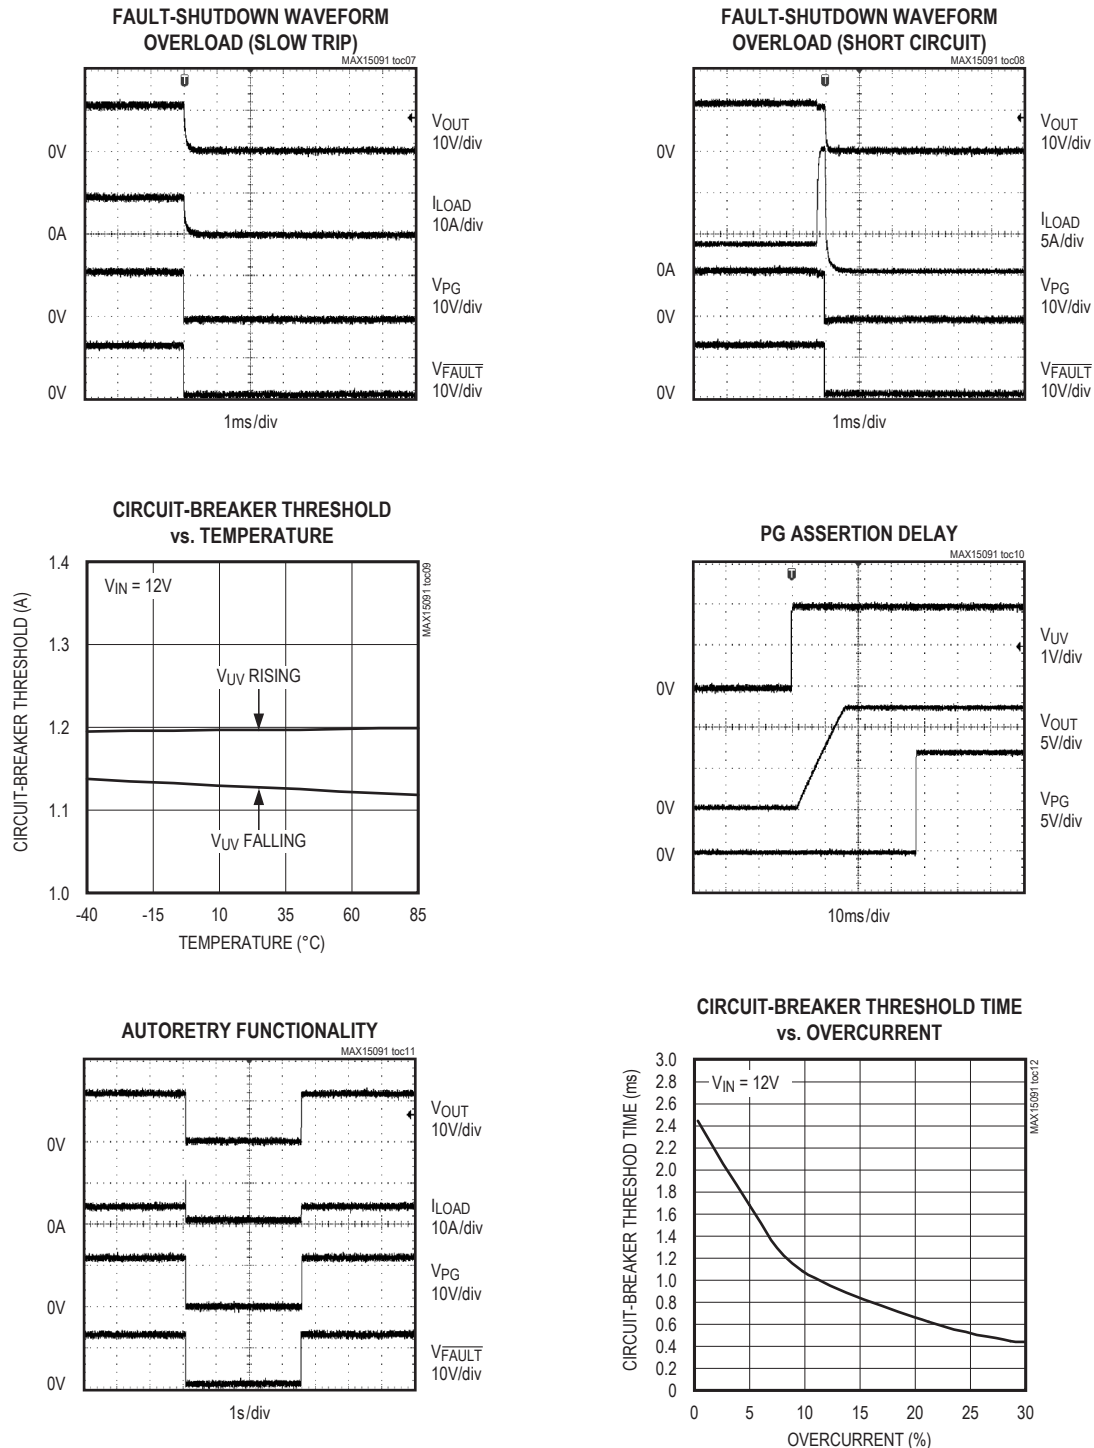 FAULT-SHUTDOWN WAVEFORM
OVERLOAD (SLOW TRIP)
MAX15091 toc07
T
VOUT
10V/div
0V
ILOAD
10A/div
0A
VPG
10V/div
0V
VFAULT
10V/div
0V
1ms/div
FAULT-SHUTDOWN WAVEFORM
OVERLOAD (SHORT CIRCUIT)
MAX15091 toc08
T
VOUT
10V/div
0V
ILOAD
5A/div
0A
VPG
10V/div
0V
VFAULT
10V/div
0V
1ms/div
CIRCUIT-BREAKER THRESHOLD
vs. TEMPERATURE
MAX15091 toc09
VIN = 12V
VUV RISING
VUV FALLING
CIRCUIT-BREAKER THRESHOLD (A)
1.4
1.3
1.2
1.1
1.0
-40 -15 10 35 60 85
TEMPERATURE (°C)
PG ASSERTION DELAY
MAX15091 toc10
T
VUV
1V/div
0V
VOUT
5V/div
0V
VPG
5V/div
0V
10ms/div
AUTORETRY FUNCTIONALITY
MAX15091 toc11
VOUT
10V/div
0V
ILOAD
10A/div
0A
VPG
10V/div
0V
VFAULT
10V/div
0V
1s/div
CIRCUIT-BREAKER THRESHOLD TIME
vs. OVERCURRENT
MAX15091 toc12
VIN = 12V
CIRCUIT-BREAKER THRESHOD TIME (ms)
3.0
2.8
2.6
2.4
2.2
2.0
1.8
1.6
1.4
1.2
1.0
0.8
0.6
0.4
0.2
0
0 5 10 15 20 25 30
OVERCURRENT (%)